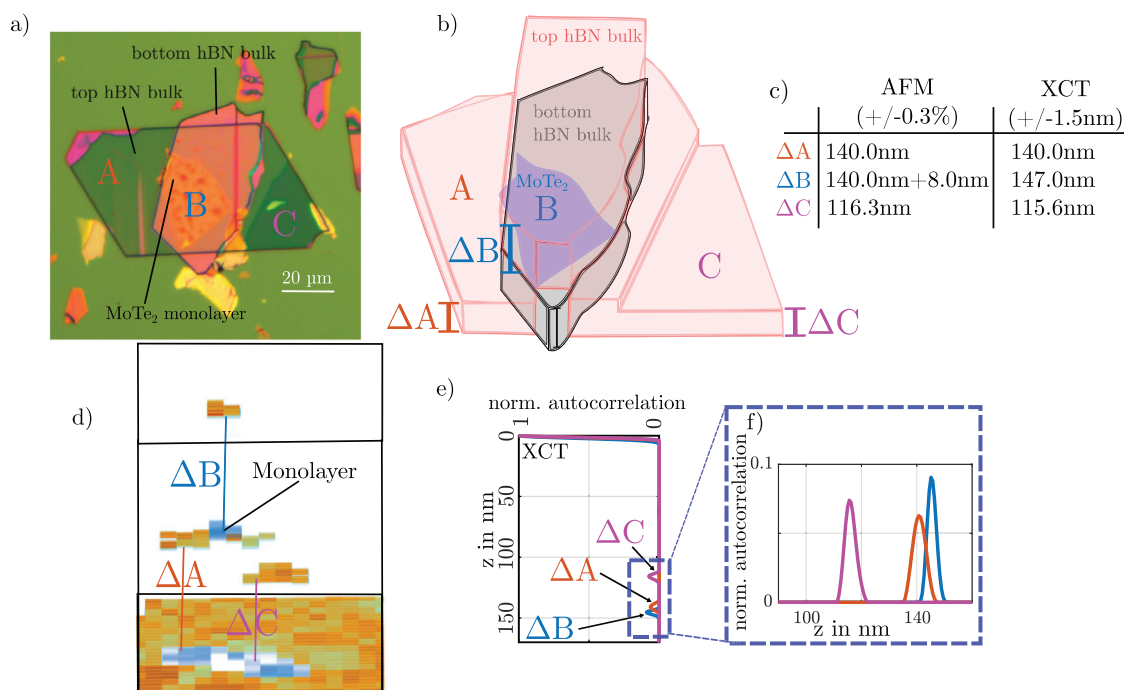 a)
bottom hBN bulk
top hBN bulk
A
B
C
20 µm
MoTe₂ monolayer
b)
top hBN bulk
bottom
hBN bulk
MoTe₂
A
B
C
ΔB
ΔA
ΔC
c)
AFM XCT
(+/-0.3%) (+/-1.5nm)
ΔA 140.0nm 140.0nm
ΔB 140.0nm+8.0nm 147.0nm
ΔC 116.3nm 115.6nm
d)
ΔB
Monolayer
ΔA
ΔC
e)
norm. autocorrelation
1 0
XCT
0
50
100
150
z in nm
ΔC
ΔA
ΔB
f)
norm. autocorrelation
0.1
0
100 140
z in nm